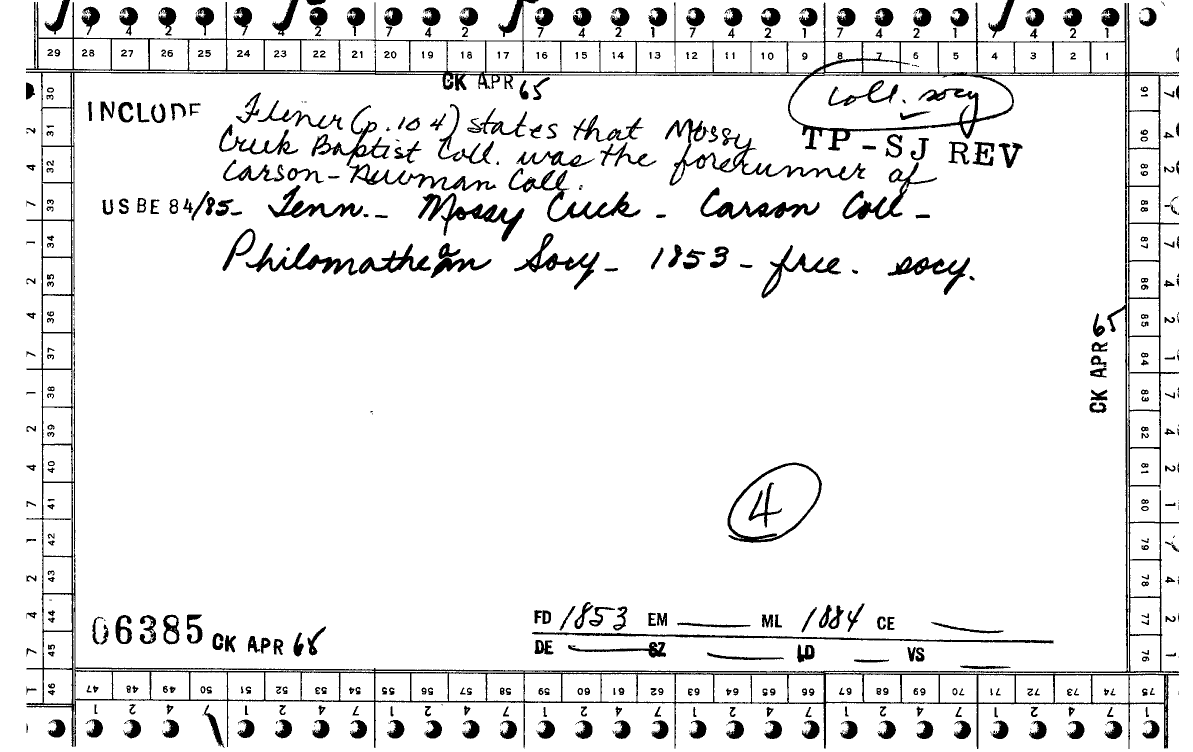 7 4 2 1 7 4 2 1 7 4 2 1 7 4 2 1 7 4 2 1 7 4 2 1 7 4 2 1
29 28 27 26 25 24 23 22 21 20 19 18 17 16 15 14 13 12 11 10 9 8 7 6 5 4 3 2 1
CK APR 65
coll. socy
INCLUDE Flener (p. 104) states that Mossy
TP-SJ REV
Creek Baptist Coll. was the forerunner of
Carson-Newman Coll.
US BE 84/85- Tenn.- Mossy Creek - Carson Coll-
Philomathean Socy- 1853- free. socy.
CK APR 65
4
06385 CK APR 65
FD 1853 EM ML 1884 CE
DE SZ LD VS
30 31 32 33 34 35 36 37 38 39 40 41 42 43 44 45 46
91 90 89 88 87 86 85 84 83 82 81 80 79 78 77 76
47 48 49 50 51 52 53 54 55 56 57 58 59 60 61 62 63 64 65 66 67 68 69 70 71 72 73 74 75
1 2 4 7 1 2 4 7 1 2 4 7 1 2 4 7 1 2 4 7 1 2 4 7 1 2 4 7 1